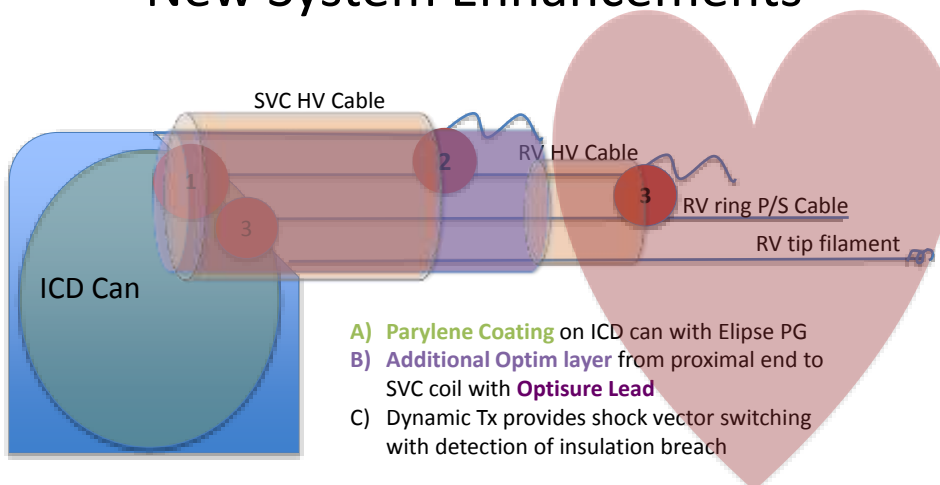 New System Enhancements
SVC HV Cable
2
RV HV Cable
1
3
RV ring P/S Cable
3
RV tip filament
ICD Can
A) Parylene Coating on ICD can with Elipse PG
B) Additional Optim layer from proximal end to
SVC coil with Optisure Lead
C) Dynamic Tx provides shock vector switching
with detection of insulation breach